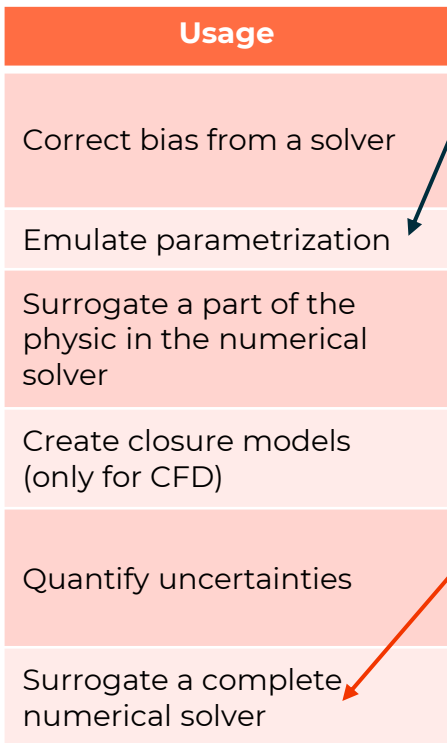 Usage
Correct bias from a solver
Emulate parametrization
Surrogate a part of the
physic in the numerical
solver
Create closure models
(only for CFD)
Quantify uncertainties
Surrogate a complete
numerical solver